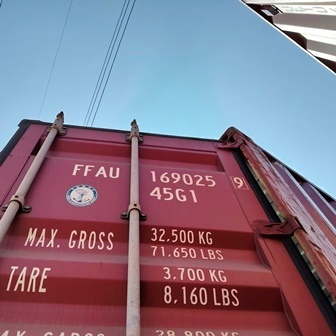 FFAU 169025 9
45G1
MAX. GROSS 32.500 KG
71.650 LBS
TARE 3.700 KG
8,160 LBS